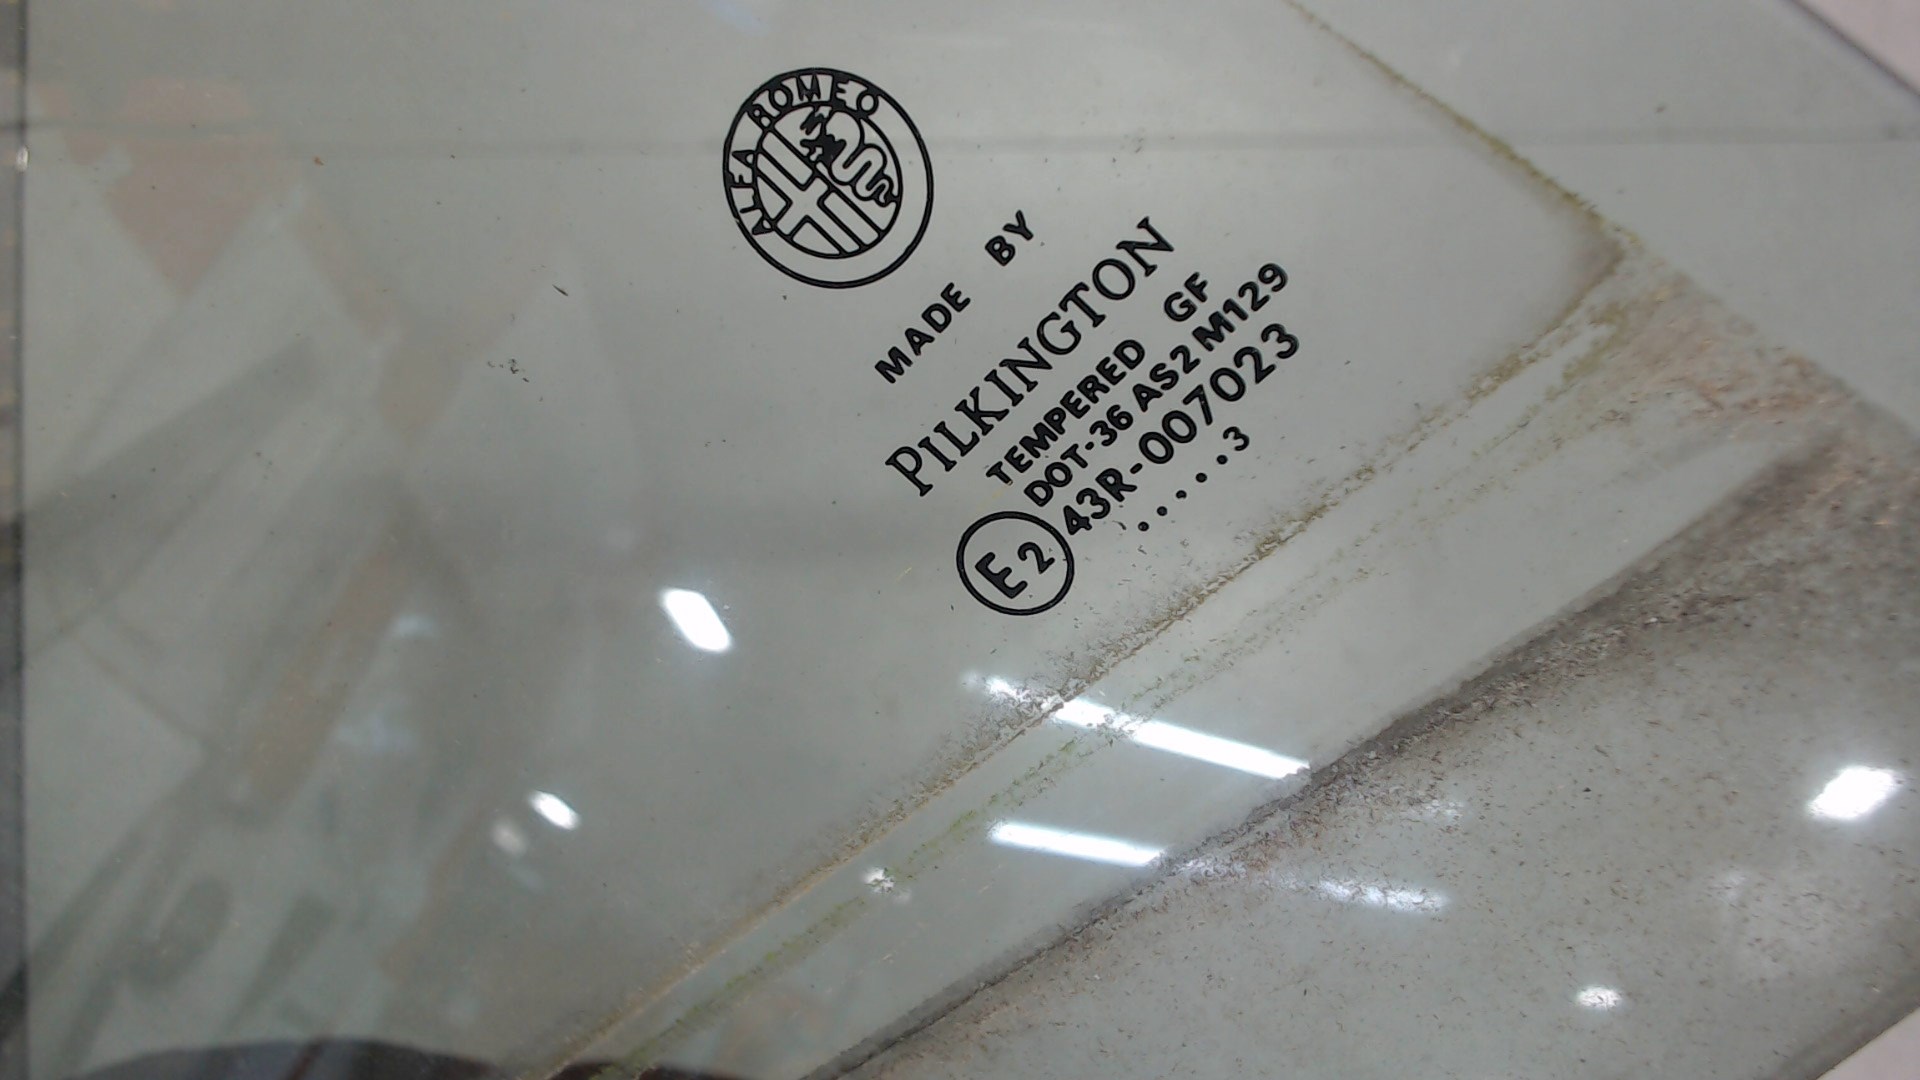 ALFA ROMEO
MADE BY
PILKINGTON
TEMPERED GF
DOT-36 AS2 M129
43R-007023
.....3
E2